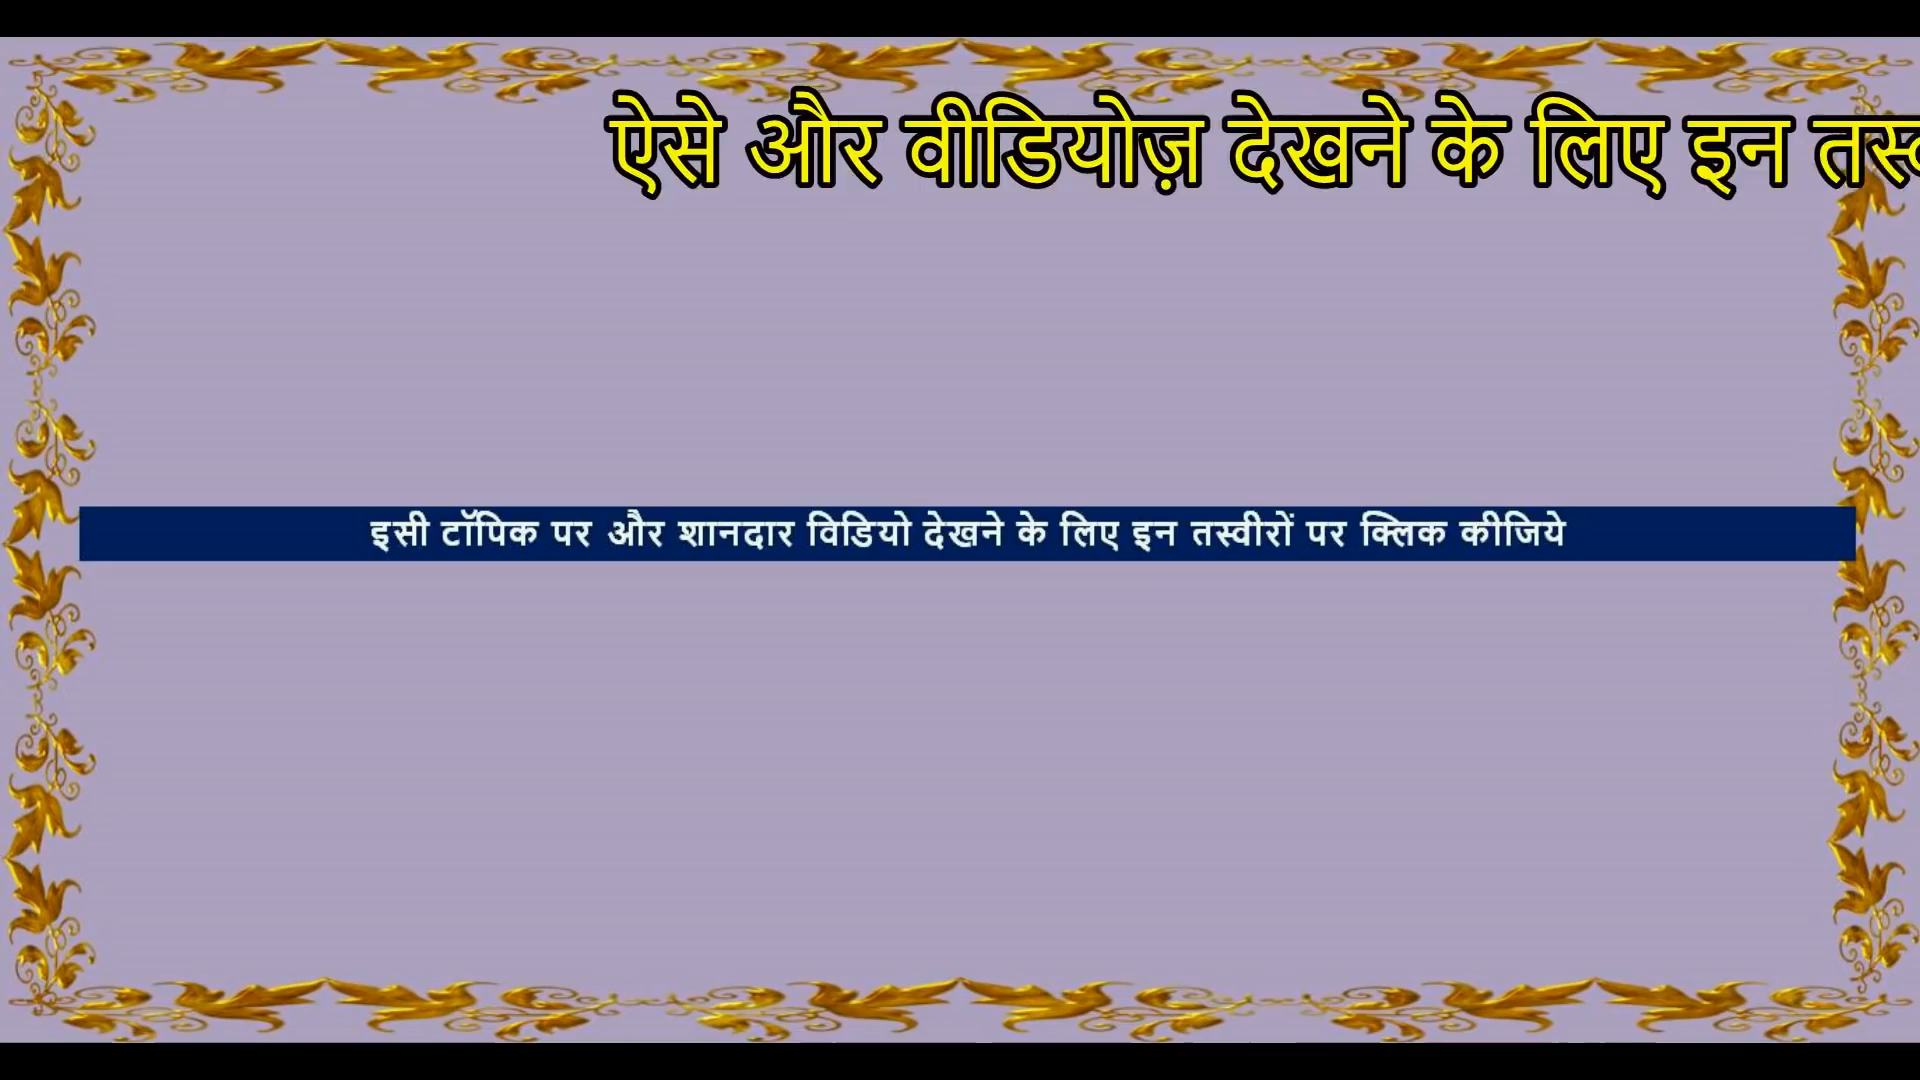 ऐसे और वीडियोज़ देखने के लिए इन
इसी टॉपिक पर और शानदार विडियो देखने के लिए इन तस्वीरों पर क्लिक कीजिये